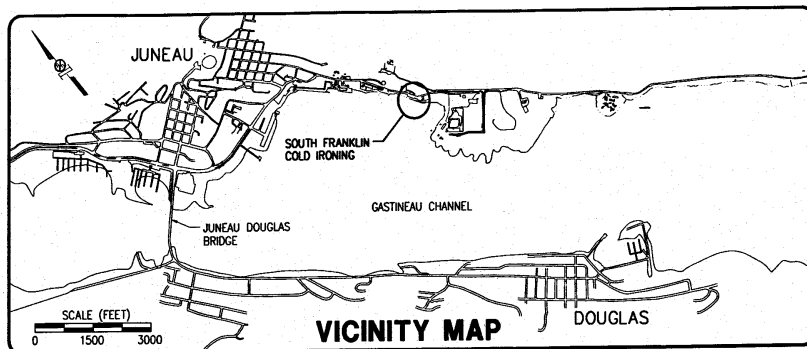 JUNEAU
SOUTH FRANKLIN
COLD IRONING
GASTINEAU CHANNEL
JUNEAU DOUGLAS
BRIDGE
SCALE (FEET)
0 1500 3000
VICINITY MAP
DOUGLAS